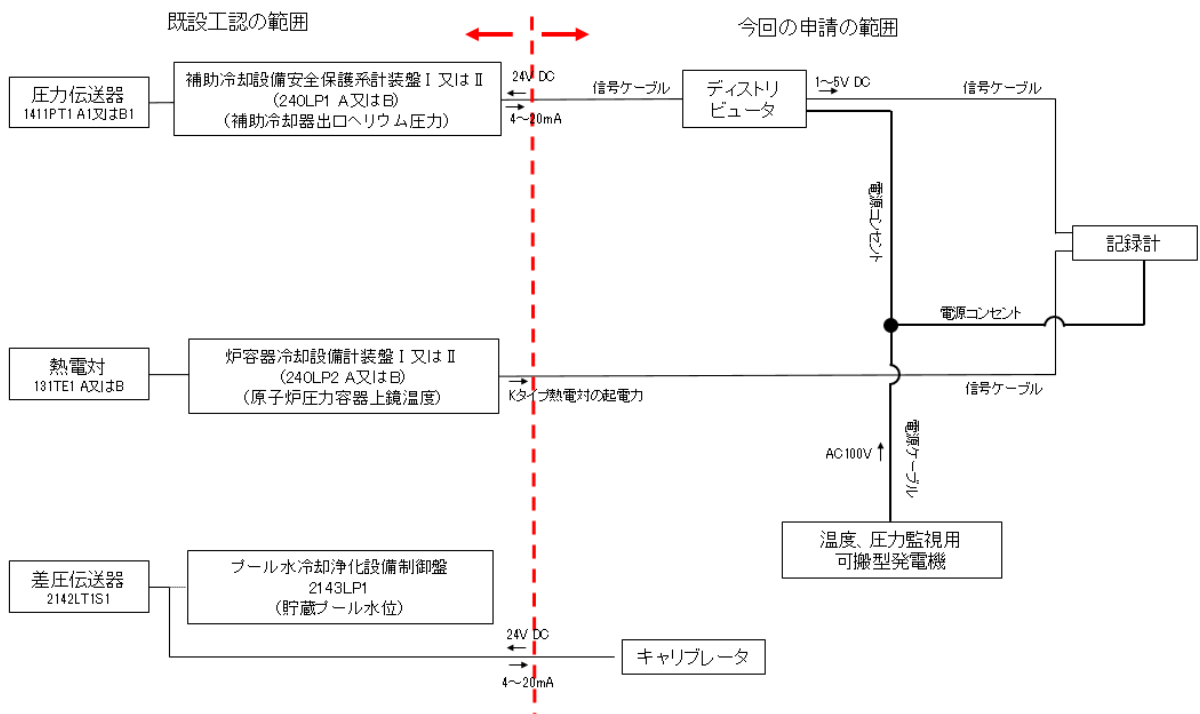 既設工認の範囲
今回の申請の範囲
圧力伝送器
1411PT1 A1又はB1
補助冷却設備安全保護系計装盤Ⅰ又はⅡ
(240LP1 A又はB)
(補助冷却器出口ヘリウム圧力)
24V DC
4～20mA
信号ケーブル
ディストリ
ビュータ
1～5V DC
信号ケーブル
電源コンセント
記録計
電源コンセント
熱電対
131TE1 A又はB
炉容器冷却設備計装盤Ⅰ又はⅡ
(240LP2 A又はB)
(原子炉圧力容器上鏡温度)
Kタイプ熱電対の起電力
信号ケーブル
AC100V
電源ケーブル
温度、圧力監視用
可搬型発電機
差圧伝送器
2142LT1S1
プール水冷却浄化設備制御盤
2143LP1
(貯蔵プール水位)
24V DC
4～20mA
キャリブレータ